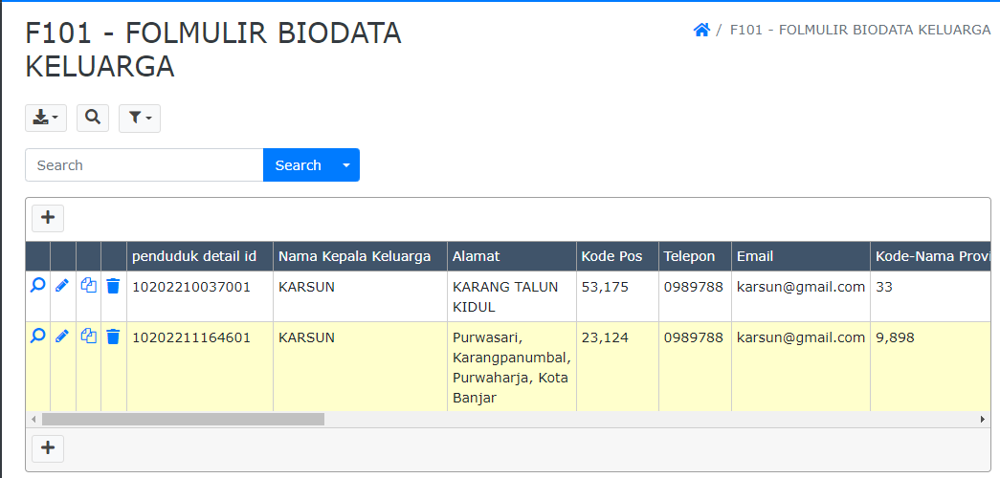 F101 - FOLMULIR BIODATA
KELUARGA
/ F101 - FOLMULIR BIODATA KELUARGA
Search
Search
penduduk detail id Nama Kepala Keluarga Alamat Kode Pos Telepon Email Kode-Nama Provi
10202210037001 KARSUN KARANG TALUN 53,175 0989788 karsun@gmail.com 33
KIDUL
10202211164601 KARSUN Purwasari, 23,124 0989788 karsun@gmail.com 9,898
Karangpanumbal,
Purwaharja, Kota
Banjar